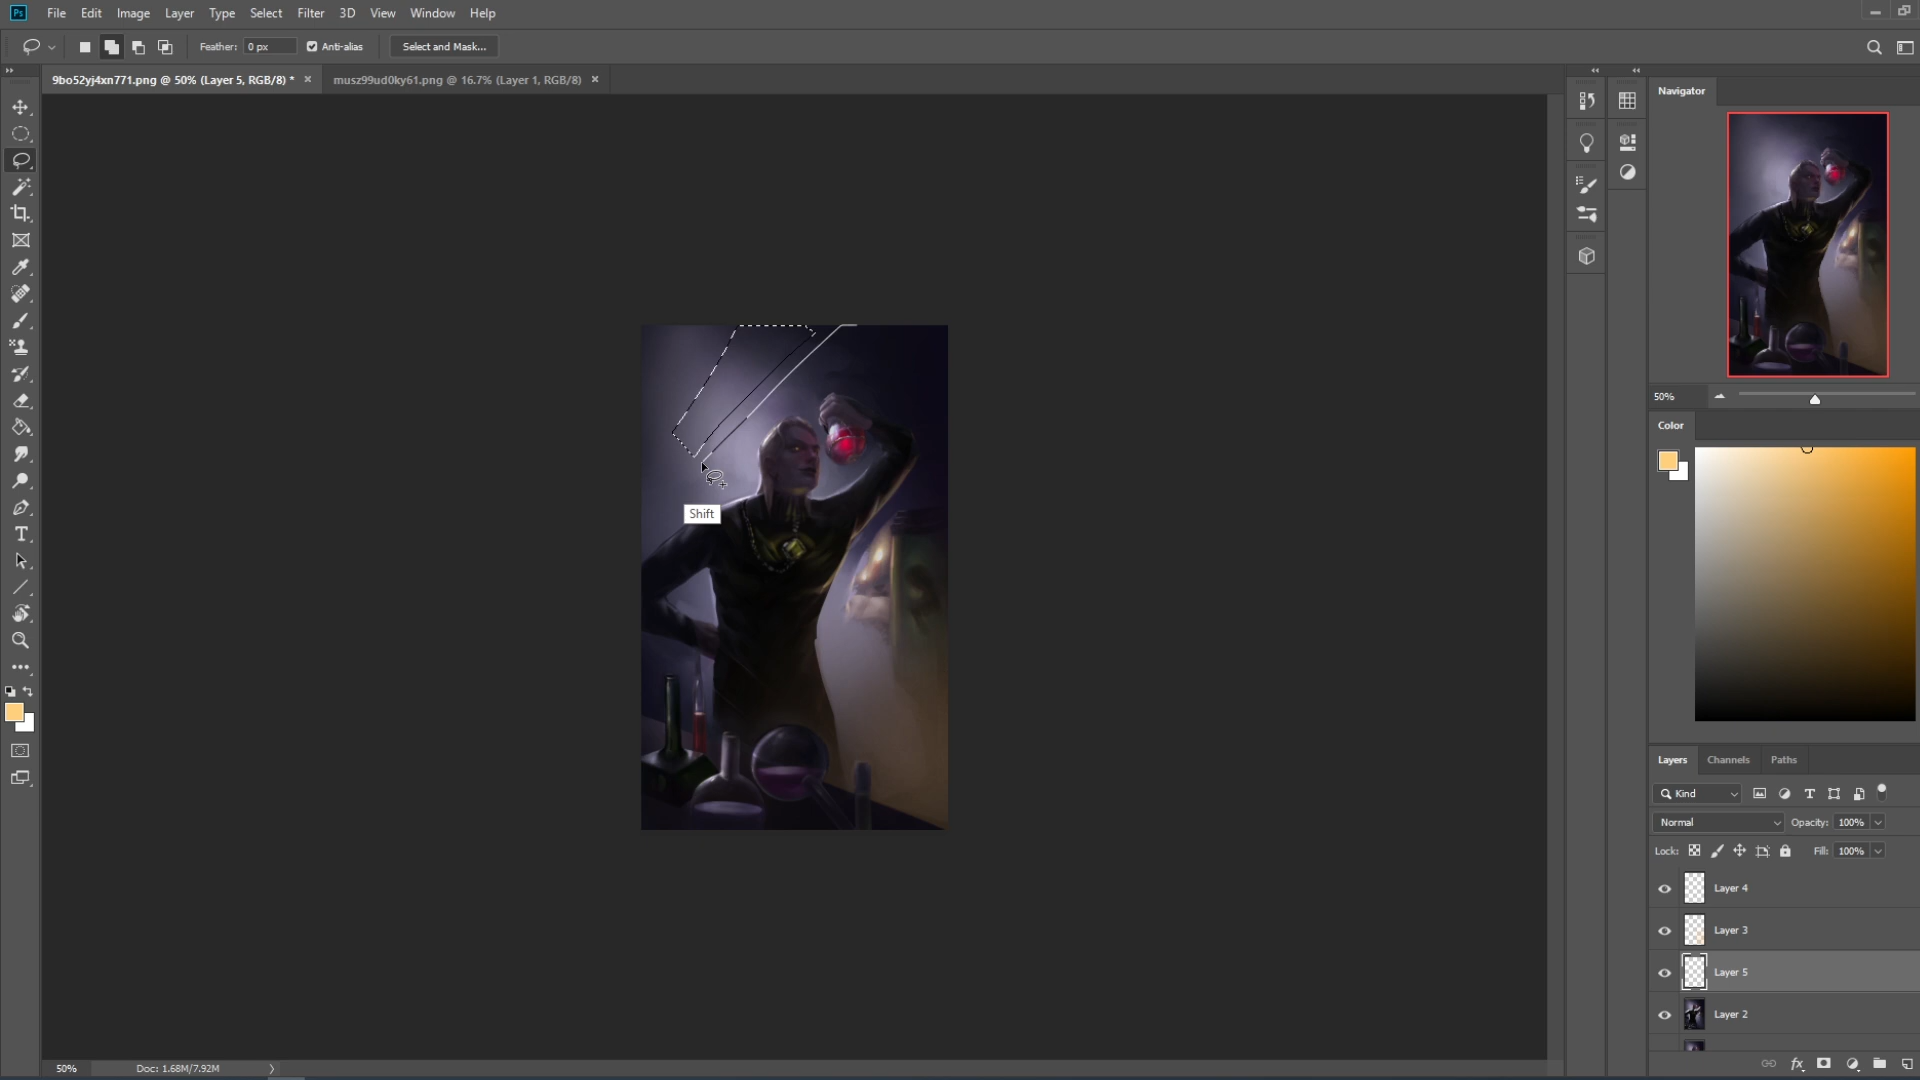 Ps File Edit Image Layer Type Select Filter 3D View Window Help
Feather: 0 px Anti-alias Select and Mask...
9bo52yj4xn771.png @ 50% (Layer 5, RGB/8) * × musz99ud0ky61.png @ 16.7% (Layer 1, RGB/8) ×
Navigator
50%
Color
Shift
Layers Channels Paths
Kind
Normal Opacity: 100%
Lock: Fill: 100%
Layer 4
Layer 3
Layer 5
Layer 2
fx
50% Doc: 1.68M/7.92M